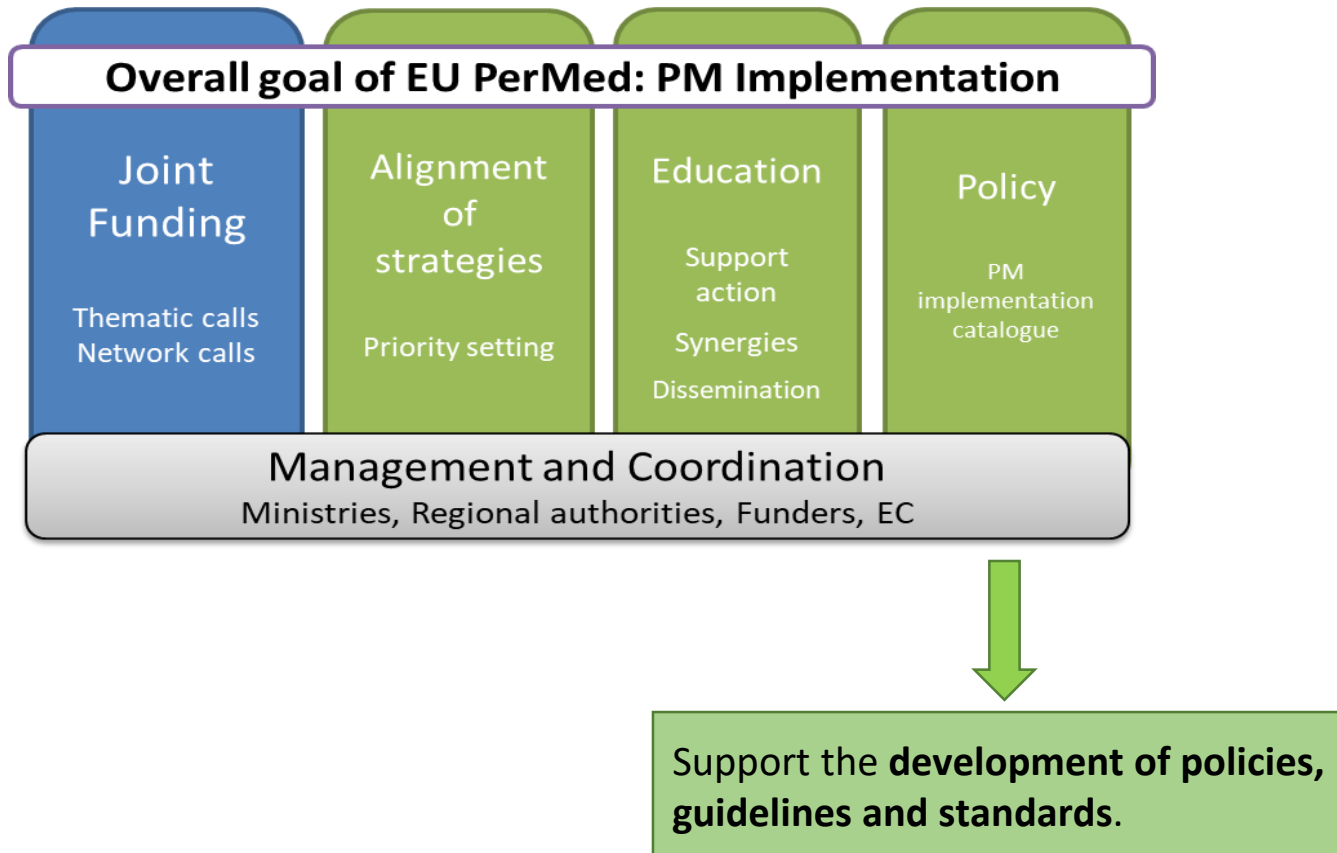 Overall goal of EU PerMed: PM Implementation
Joint
Funding
Thematic calls
Network calls
Alignment
of
strategies
Priority setting
Education
Support
action
Synergies
Dissemination
Policy
PM
implementation
catalogue
Management and Coordination
Ministries, Regional authorities, Funders, EC
Support the development of policies,
guidelines and standards.